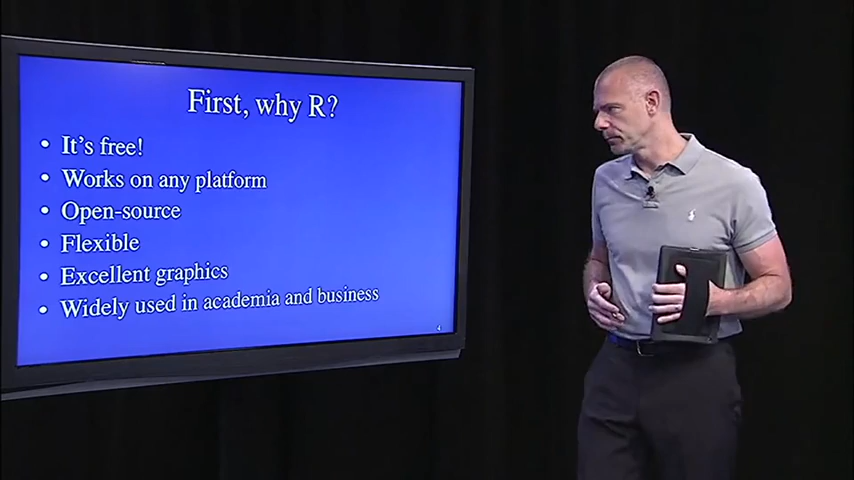 First, why R?
• It's free!
• Works on any platform
• Open-source
• Flexible
• Excellent graphics
• Widely used in academia and business
4